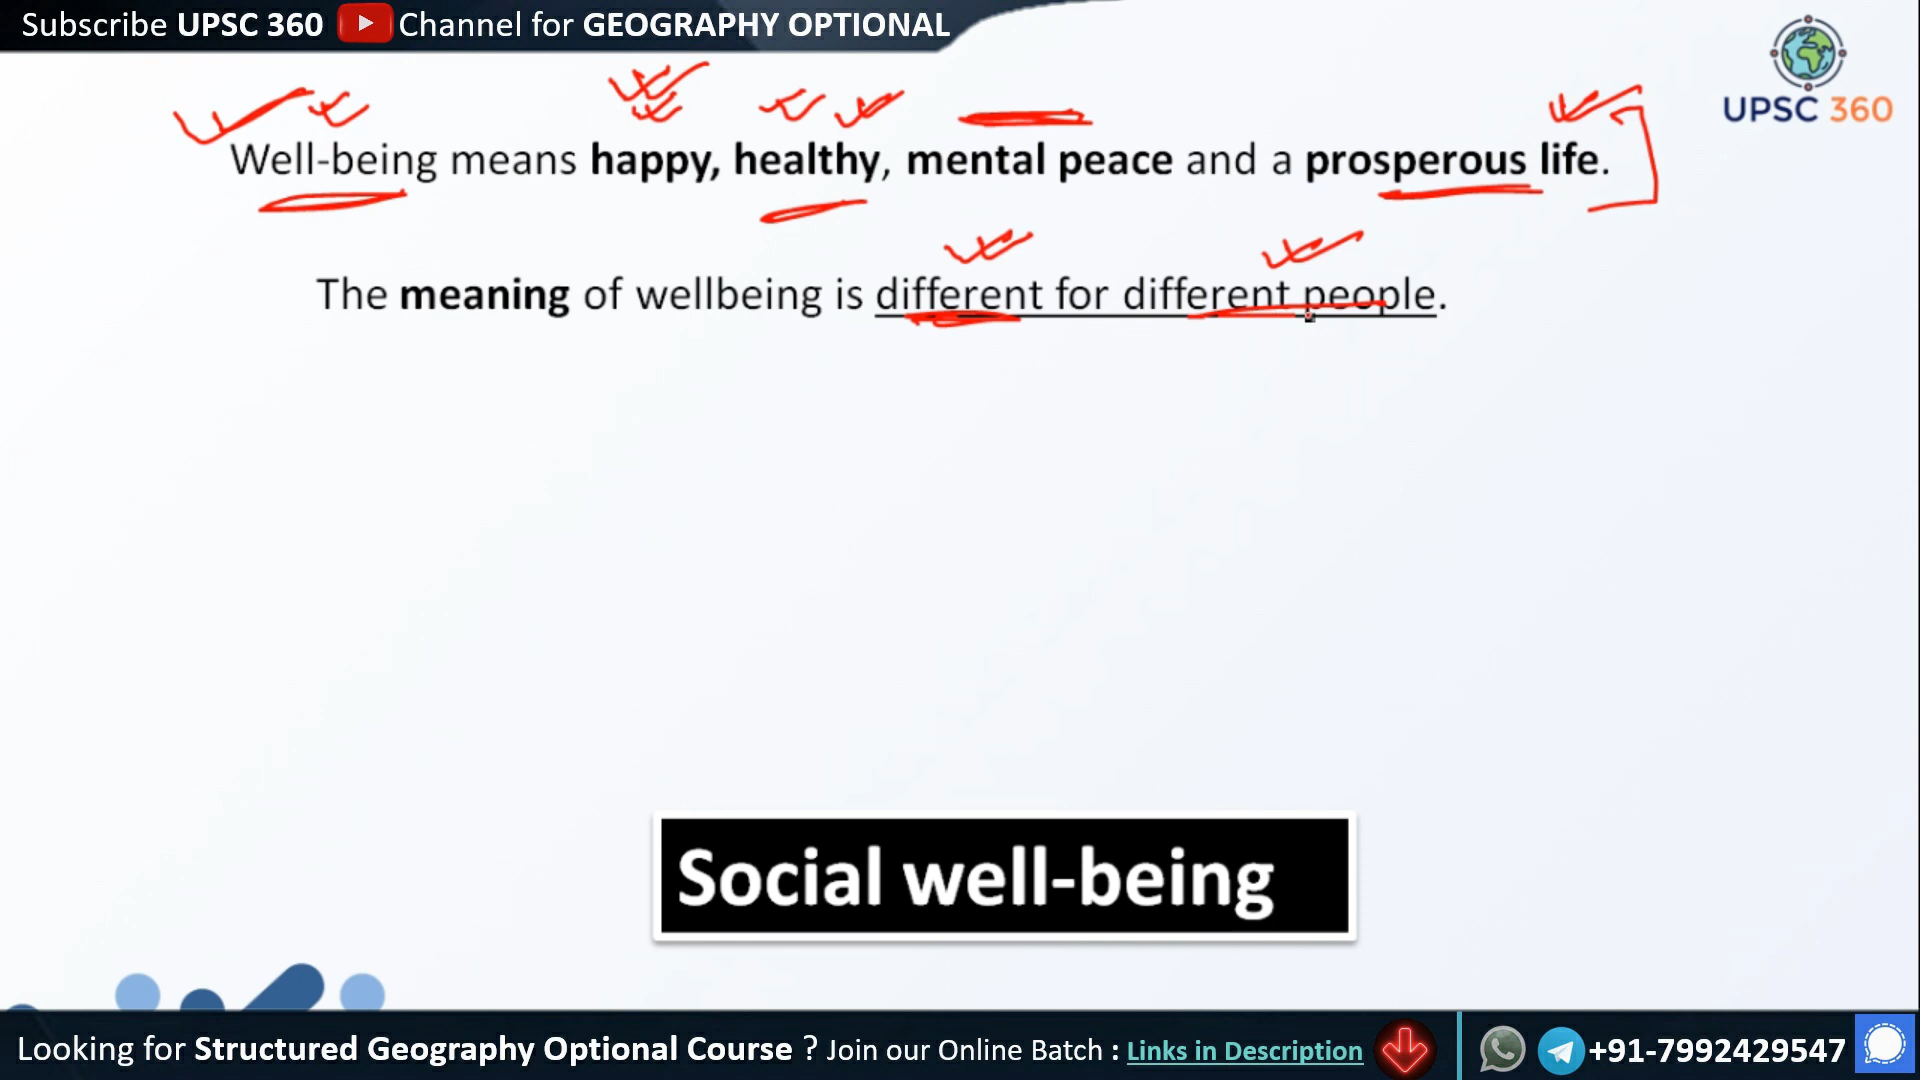 Subscribe UPSC 360 Channel for GEOGRAPHY OPTIONAL
UPSC 360
Well-being means happy, healthy, mental peace and a prosperous life.
The meaning of wellbeing is different for different people.
Social well-being
Looking for Structured Geography Optional Course ? Join our Online Batch : Links in Description +91-7992429547